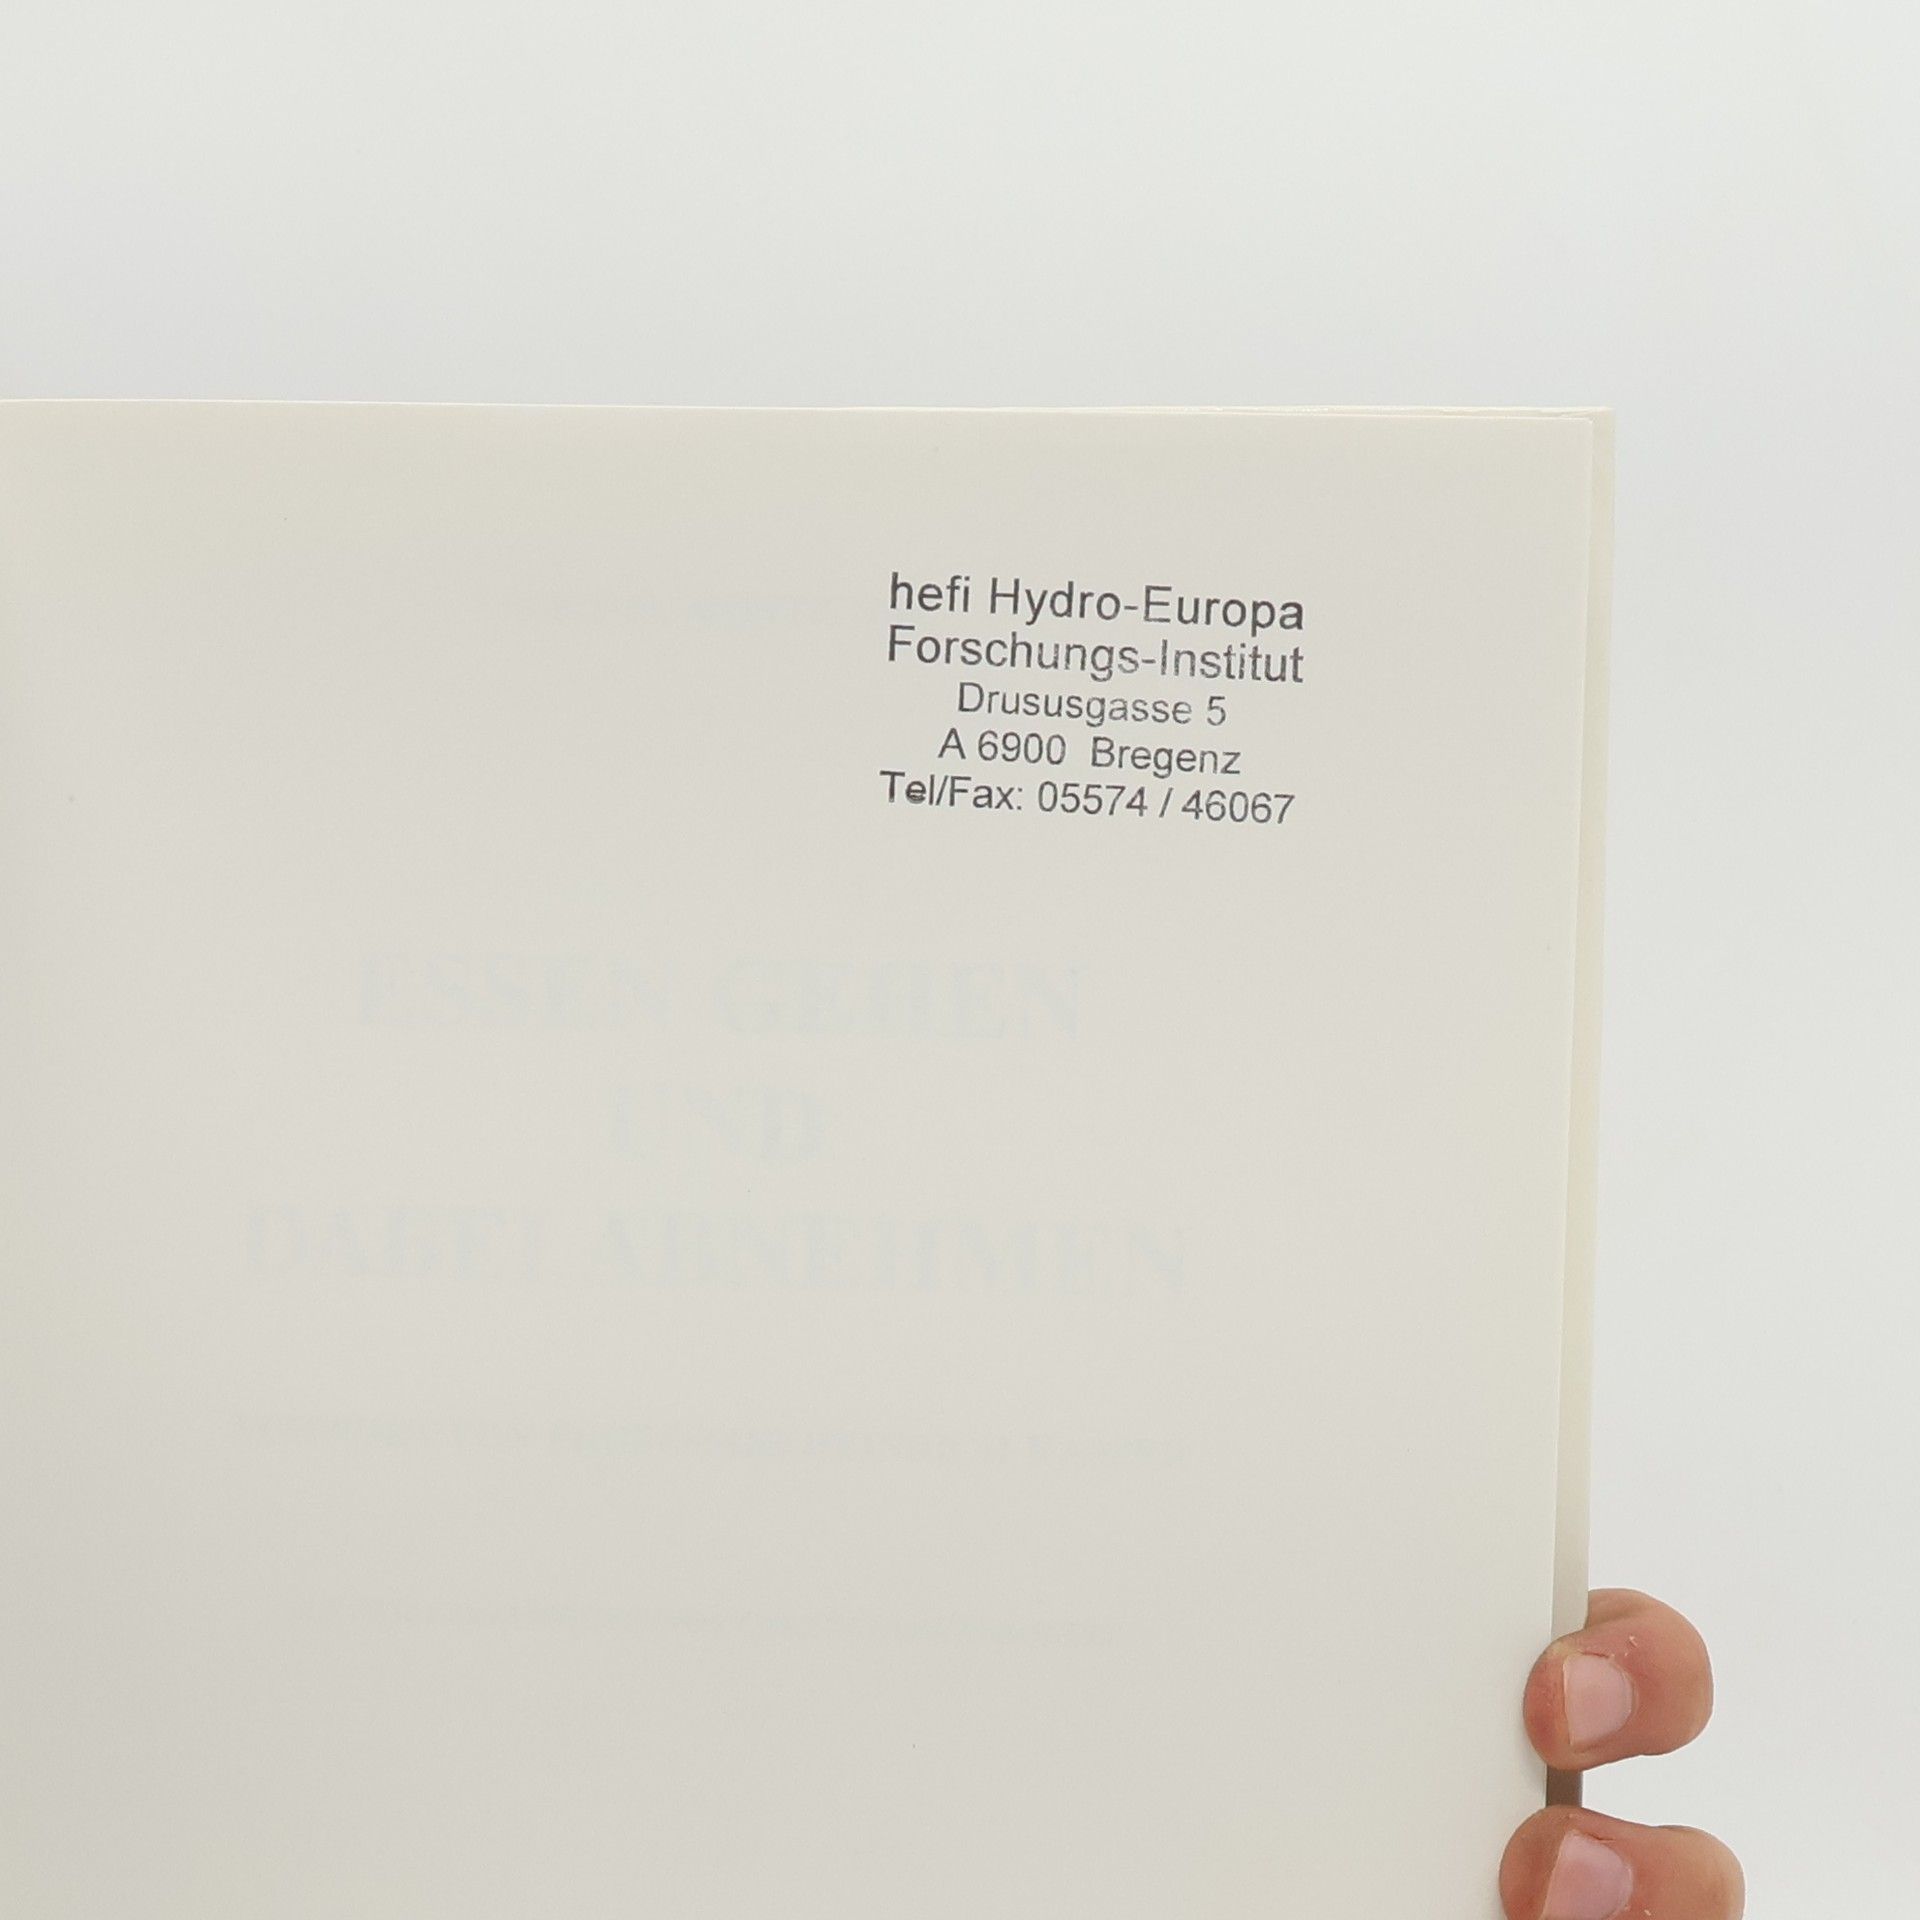 hefi Hydro-Europa
Forschungs-Institut
Drususgasse 5
A 6900 Bregenz
Tel/Fax: 05574 / 46067
ESSEN GEHEN
UND
DABEI ABNEHMEN